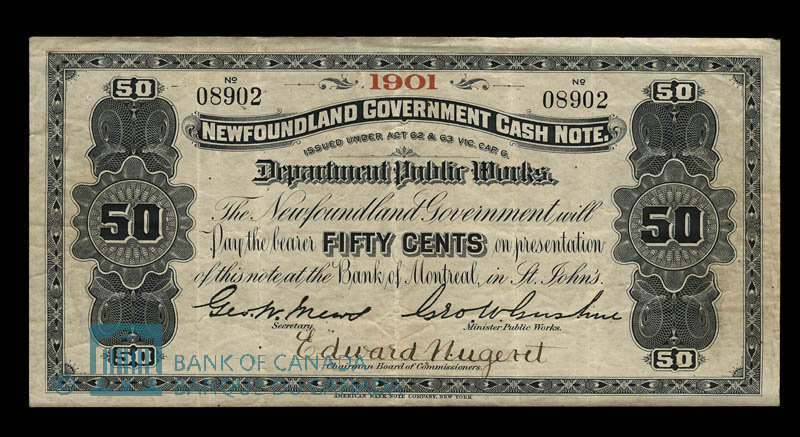 50 50
No No
1901
08902 08902
NEWFOUNDLAND GOVERNMENT CASH NOTE.
ISSUED UNDER ACT 62 & 63 VIC. CAP. 6.
Department Public Works.
The Newfoundland Government will
50 50
Pay the bearer FIFTY CENTS on presentation
of this note at the Bank of Montreal, in St. John's.
Geo. W. Mews Geo W Gushue
Secretary. Minister Public Works.
Edward Nugent
50 50
Chairman Board of Commissioners.
BANK OF CANADA
BANQUE DU CANADA
©
AMERICAN BANK NOTE COMPANY, NEW YORK